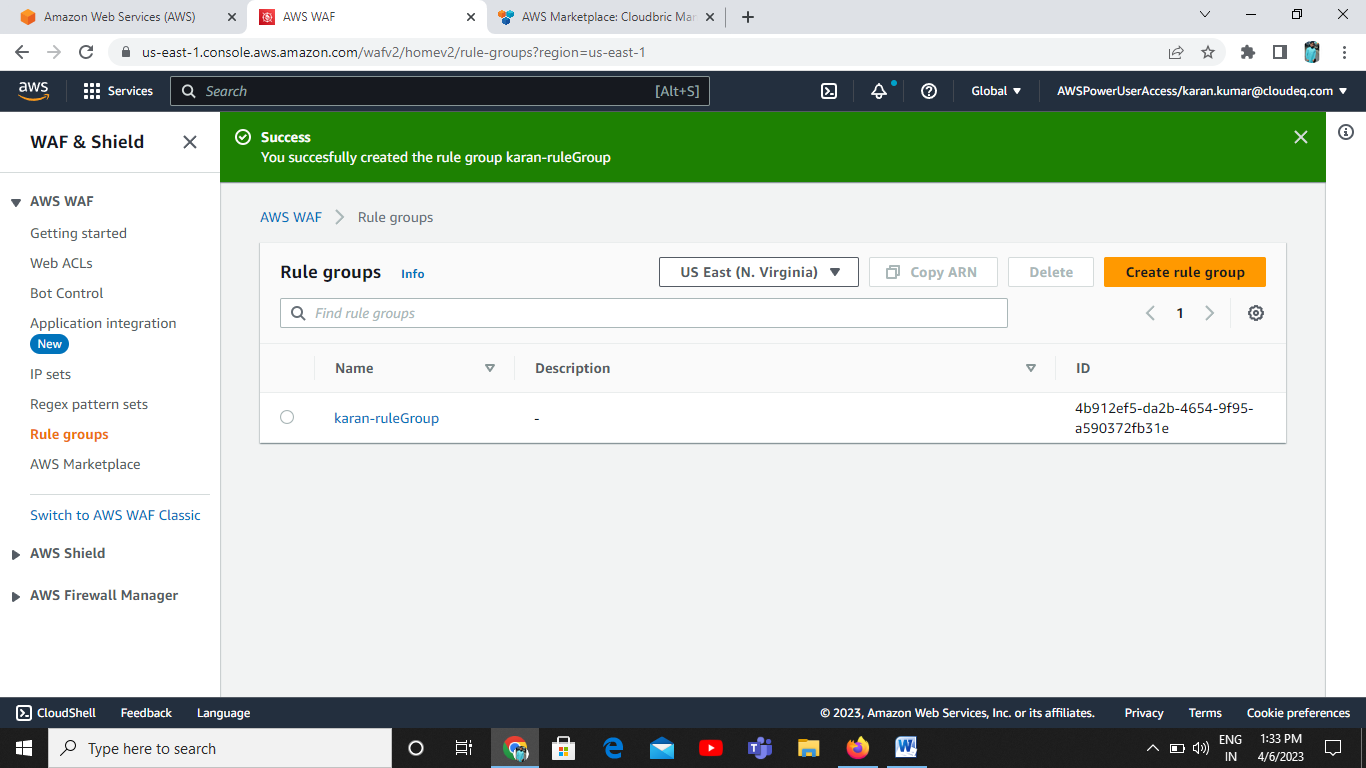 Amazon Web Services (AWS)
AWS WAF
AWS Marketplace: Cloudbric Mar
us-east-1.console.aws.amazon.com/wafv2/homev2/rule-groups?region=us-east-1
aws
Services
Search
[Alt+S]
Global
AWSPowerUserAccess/karan.kumar@cloudeq.com
WAF & Shield
AWS WAF
Getting started
Web ACLs
Bot Control
Application integration
New
IP sets
Regex pattern sets
Rule groups
AWS Marketplace
Switch to AWS WAF Classic
AWS Shield
AWS Firewall Manager
Success
You succesfully created the rule group karan-ruleGroup
AWS WAF
Rule groups
Rule groups
Info
US East (N. Virginia)
Copy ARN
Delete
Create rule group
Find rule groups
1
Name
Description
ID
karan-ruleGroup
-
4b912ef5-da2b-4654-9f95-
a590372fb31e
CloudShell
Feedback
Language
© 2023, Amazon Web Services, Inc. or its affiliates.
Privacy
Terms
Cookie preferences
Type here to search
ENG
IN
1:33 PM
4/6/2023